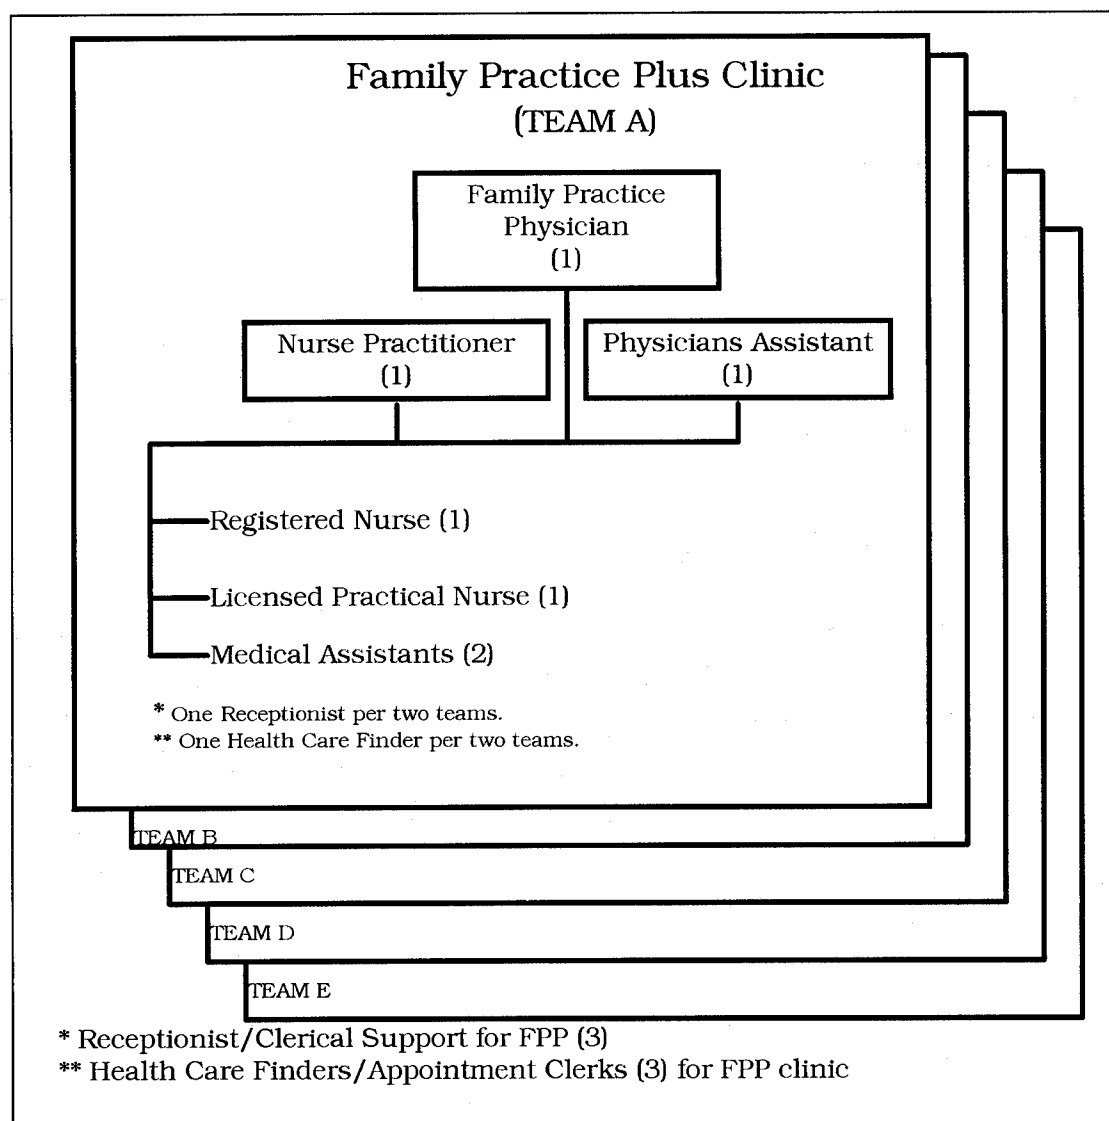 Family Practice Plus Clinic
(TEAM A)
Family Practice
Physician
(1)
Nurse Practitioner
(1)
Physicians Assistant
(1)
Registered Nurse (1)
Licensed Practical Nurse (1)
Medical Assistants (2)
* One Receptionist per two teams.
** One Health Care Finder per two teams.
TEAM B
TEAM C
TEAM D
TEAM E
* Receptionist/Clerical Support for FPP (3)
** Health Care Finders/Appointment Clerks (3) for FPP clinic